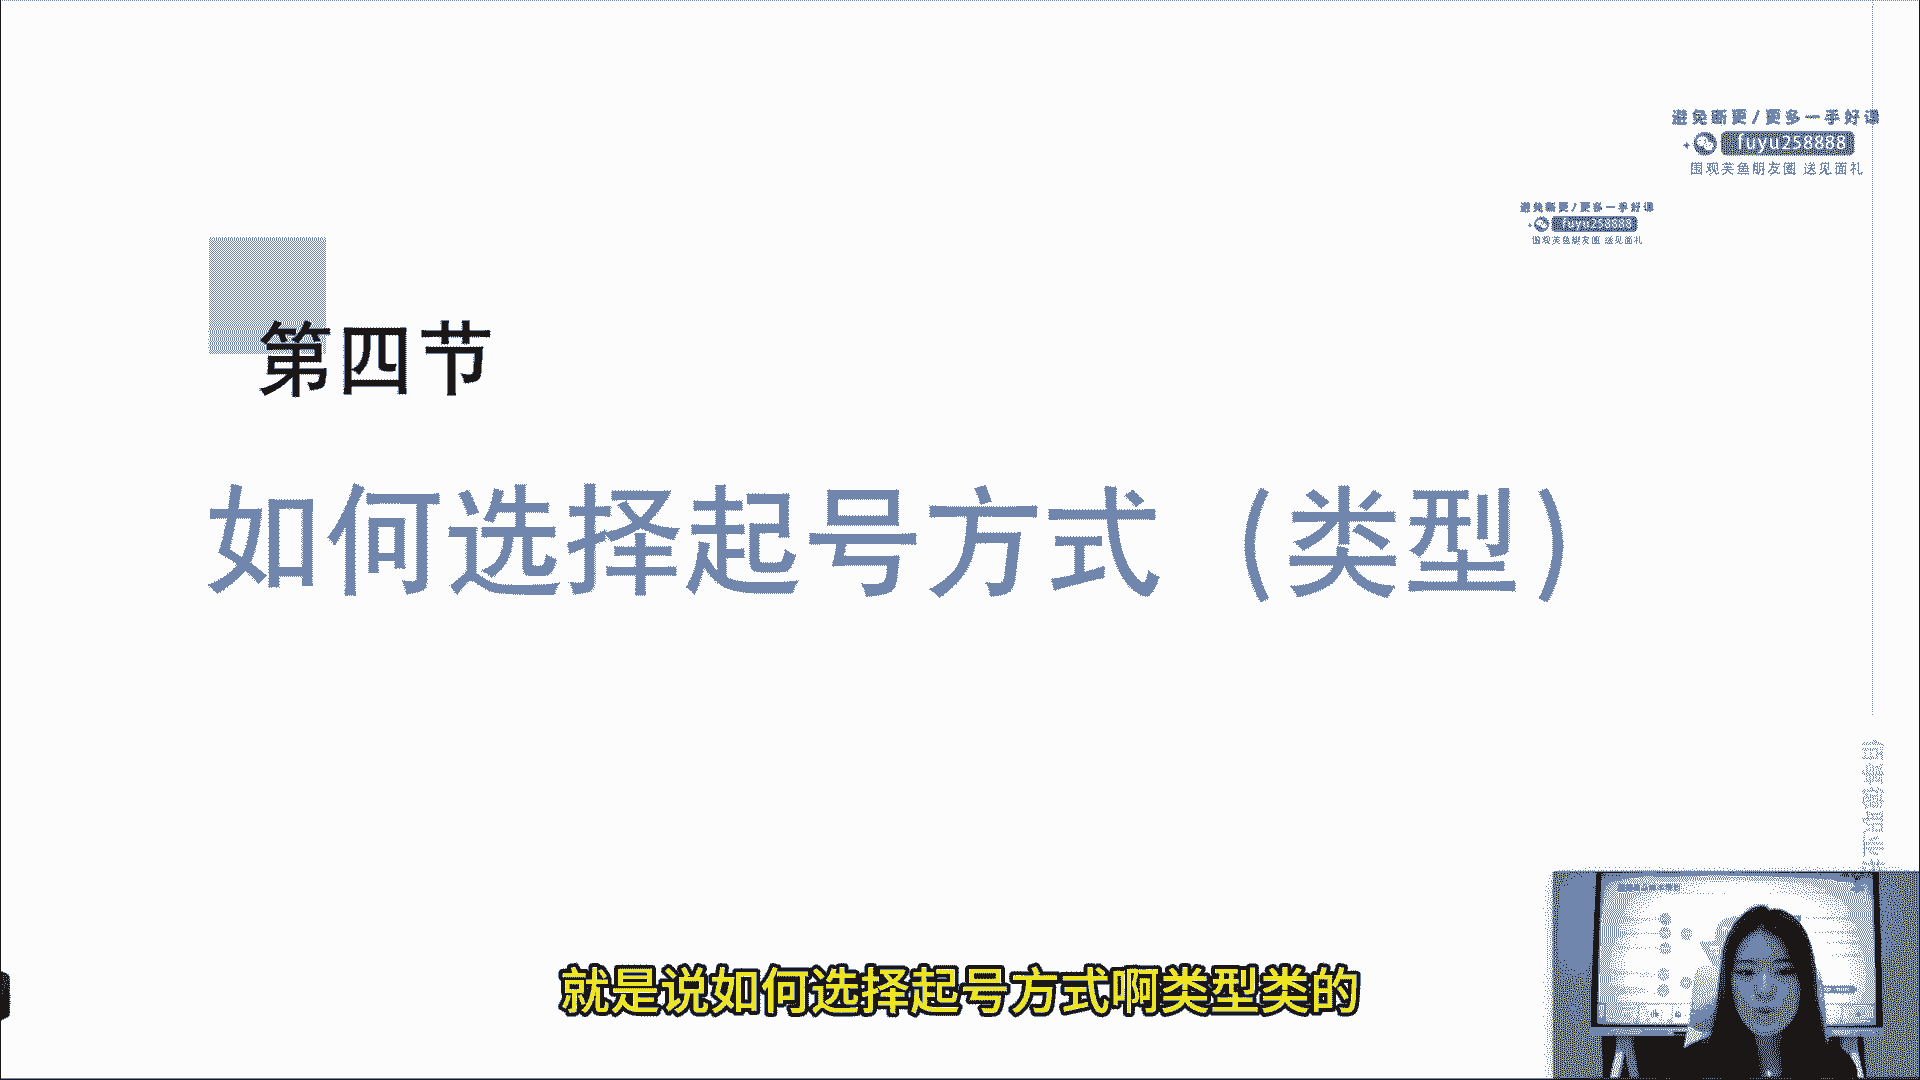 避免断更/更多一手好课
fuyu258888
围观芙鱼朋友圈 送见面礼
避免断更/更多一手好课
fuyu258888
围观芙鱼朋友圈 送见面礼
第四节
如何选择起号方式（类型）
就是说如何选择起号方式啊类型类的